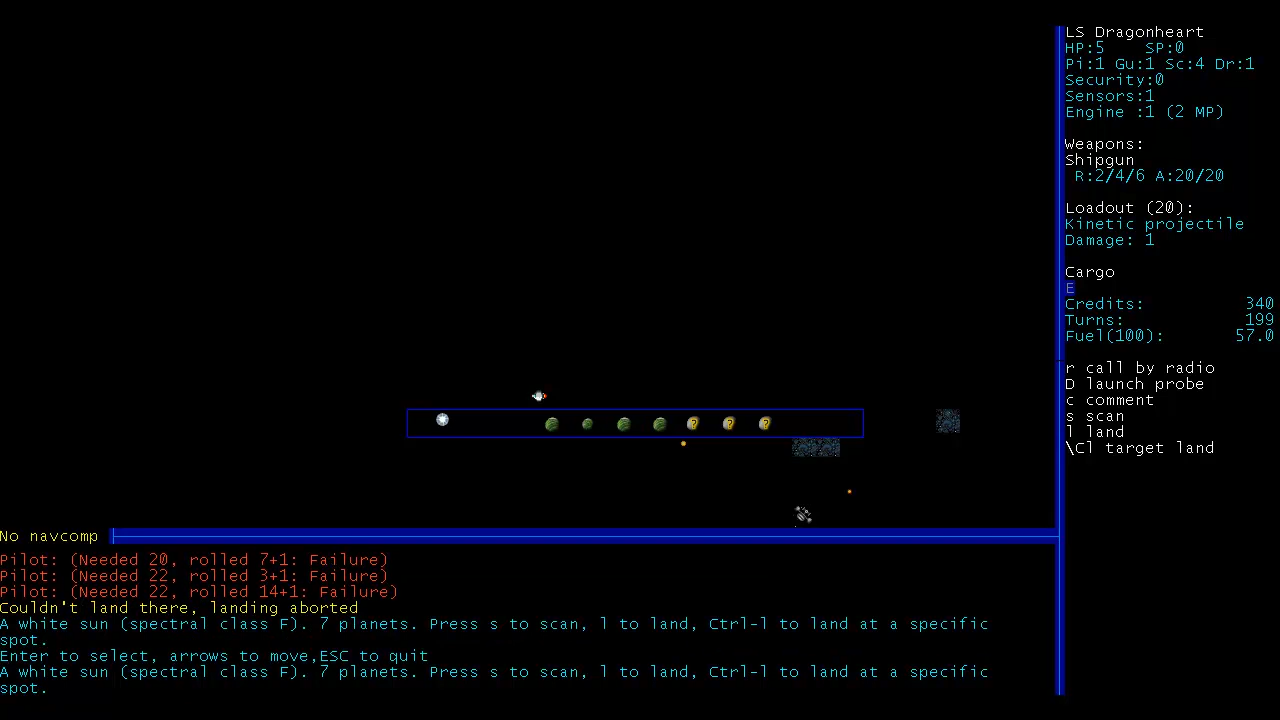 LS Dragonheart
HP:5 SP:0
Pi:1 Gu:1 Sc:4 Dr:1
Security:0
Sensors:1
Engine :1 (2 MP)
Weapons:
Shipgun
R:2/4/6 A:20/20
Loadout (20):
Kinetic projectile
Damage: 1
Cargo
E
Credits: 340
Turns: 199
Fuel(100): 57.0
r call by radio
D launch probe
c comment
s scan
l land
\Cl target land
? ? ?
No navcomp
Pilot: (Needed 20, rolled 7+1: Failure)
Pilot: (Needed 22, rolled 3+1: Failure)
Pilot: (Needed 22, rolled 14+1: Failure)
Couldn't land there, landing aborted
A white sun (spectral class F). 7 planets. Press s to scan, l to land, Ctrl-l to land at a specific
spot.
Enter to select, arrows to move,ESC to quit
A white sun (spectral class F). 7 planets. Press s to scan, l to land, Ctrl-l to land at a specific
spot.